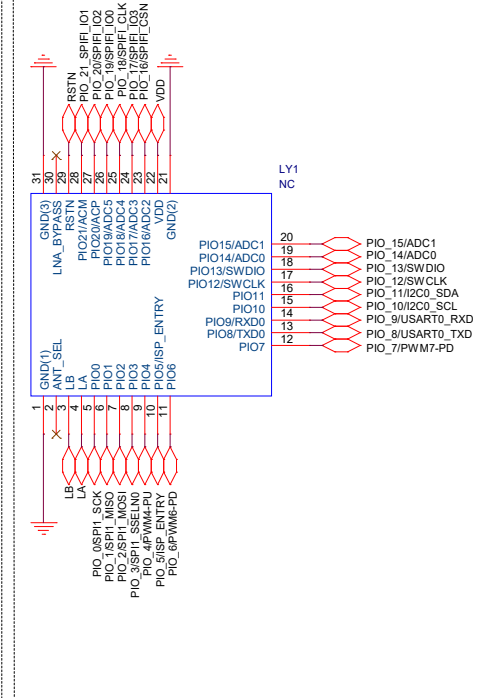 RSTN
PIO_21_SPIFI_IO1
PIO_20/SPIFI_IO2
PIO_19/SPIFI_IO0
PIO_18/SPIFI_CLK
PIO_17/SPIFI_IO3
PIO_16/SPIFI_CSN
VDD
31
30
29
28
27
26
25
24
23
22
21
LY1
NC
GND(3)
LNA_BYPASS
RSTN
PIO21/ACM
PIO20/ACP
PIO19/ADC5
PIO18/ADC4
PIO17/ADC3
PIO16/ADC2
VDD
GND(2)
PIO15/ADC1 20 PIO_15/ADC1
PIO14/ADC0 19 PIO_14/ADC0
PIO13/SWDIO 18 PIO_13/SWDIO
PIO12/SWCLK 17 PIO_12/SWCLK
PIO11 16 PIO_11/I2C0_SDA
PIO10 15 PIO_10/I2C0_SCL
PIO9/RXD0 14 PIO_9/USART0_RXD
PIO8/TXD0 13 PIO_8/USART0_TXD
PIO7 12 PIO_7/PWM7-PD
GND(1)
ANT_SEL
LB
LA
PIO0
PIO1
PIO2
PIO3
PIO4
PIO5/ISP_ENTRY
PIO6
1
2
3
4
5
6
7
8
9
10
11
LB
LA
PIO_0/SPI1_SCK
PIO_1/SPI1_MISO
PIO_2/SPI1_MOSI
PIO_3/SPI1_SSELN0
PIO_4/PWM4-PU
PIO_5/ISP_ENTRY
PIO_6/PWM6-PD